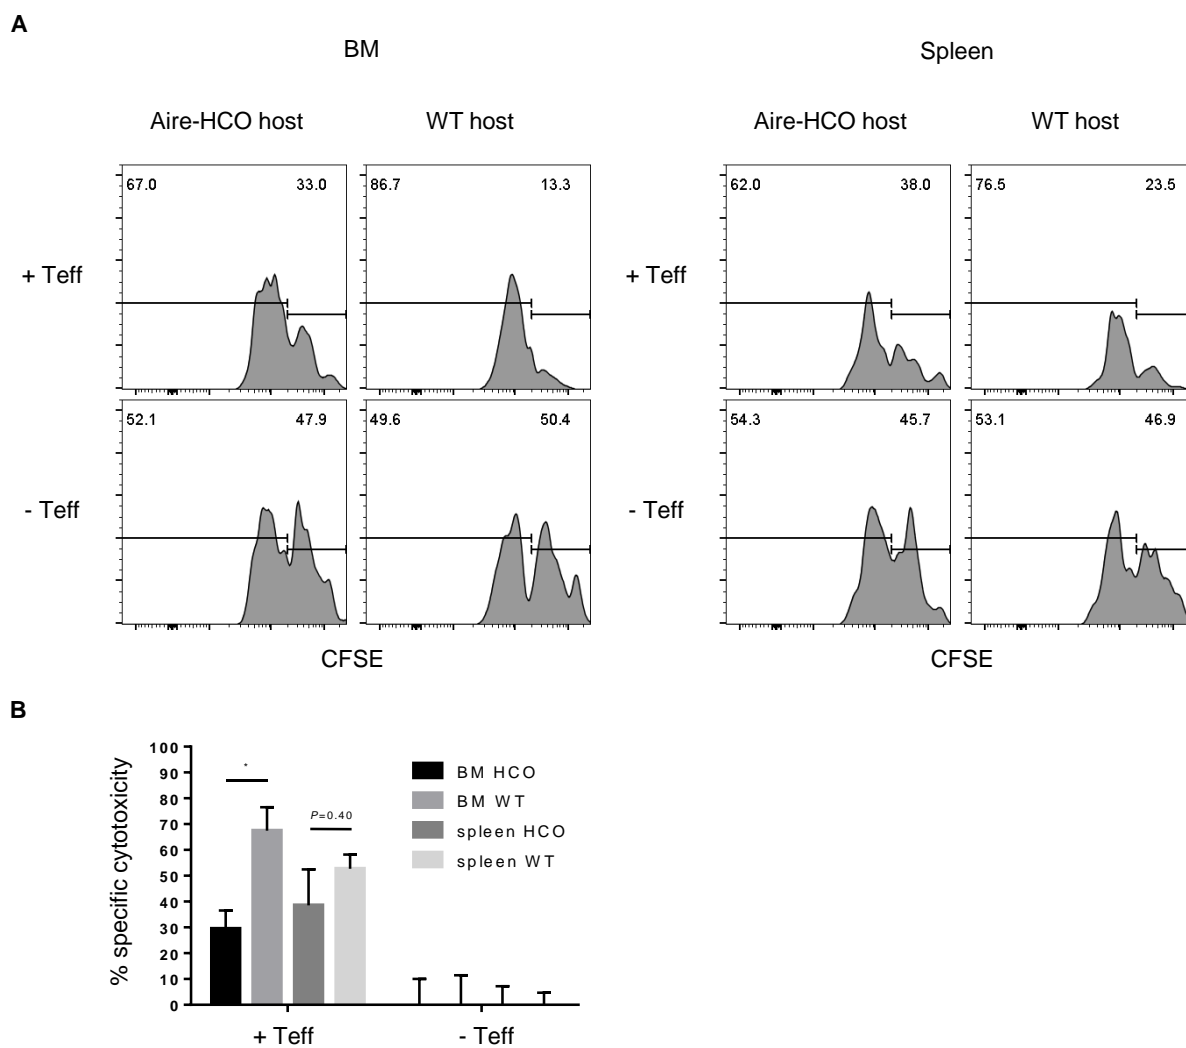 A
BM
Spleen
Aire-HCO host
WT host
Aire-HCO host
WT host
+ Teff
67.0 33.0
86.7 13.3
+ Teff
62.0 38.0
76.5 23.5
- Teff
52.1 47.9
49.6 50.4
- Teff
54.3 45.7
53.1 46.9
CFSE
CFSE
B
% specific cytotoxicity
100
90
80
70
60
50
40
30
20
10
0
*
P=0.40
BM HCO
BM WT
spleen HCO
spleen WT
+ Teff
- Teff